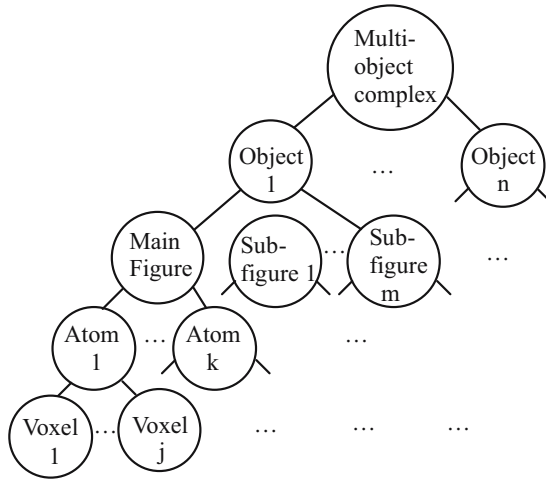 Multi-
object
complex
Object
1
...
Object
n
Main
Figure
Sub-
figure 1
...
Sub-
figure
m
...
Atom
1
...
Atom
k
...
Voxel
1
...
Voxel
j
...
...
...